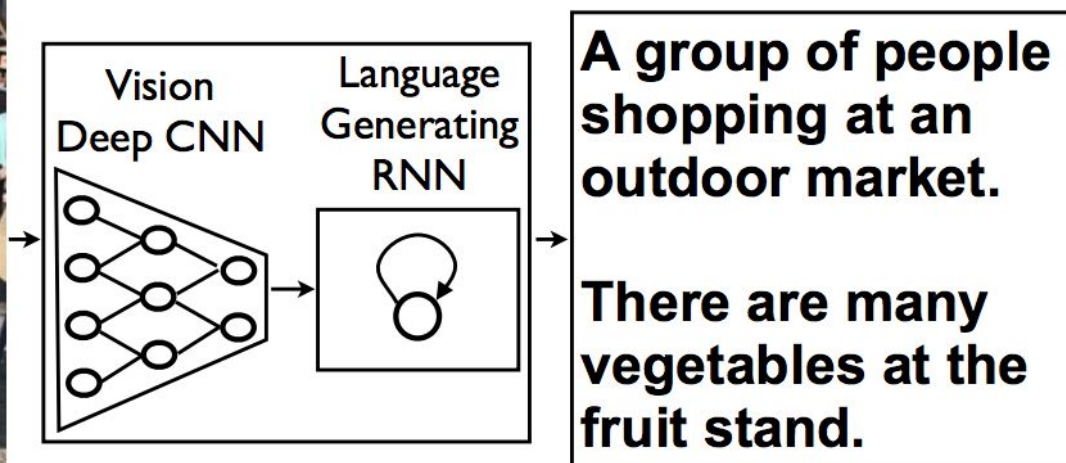 Vision
Deep CNN
Language
Generating
RNN
A group of people
shopping at an
outdoor market.
There are many
vegetables at the
fruit stand.